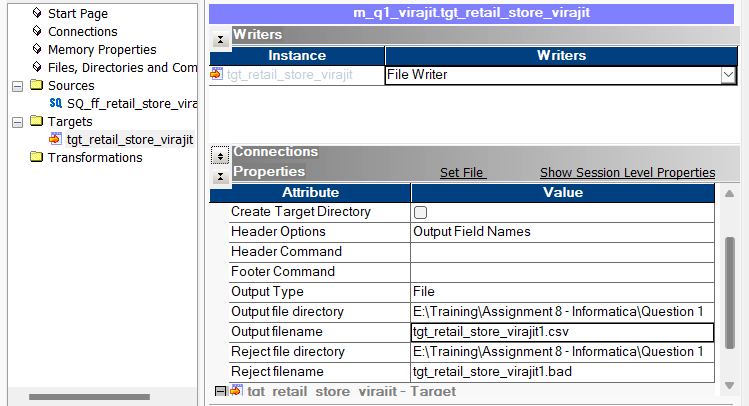 Start Page
Connections
Memory Properties
Files, Directories and Com
Sources
SQ SQ_ff_retail_store_vira
Targets
tgt_retail_store_virajit
Transformations
m_q1_virajit.tgt_retail_store_virajit
Writers
Instance Writers
tgt_retail_store_virajit File Writer
Connections
Properties Set File Show Session Level Properties
Attribute Value
Create Target Directory
Header Options Output Field Names
Header Command
Footer Command
Output Type File
Output file directory E:\Training\Assignment 8 - Informatica\Question 1
Output filename tgt_retail_store_virajit1.csv
Reject file directory E:\Training\Assignment 8 - Informatica\Question 1
Reject filename tgt_retail_store_virajit1.bad
tgt_retail_store_virajit - Target